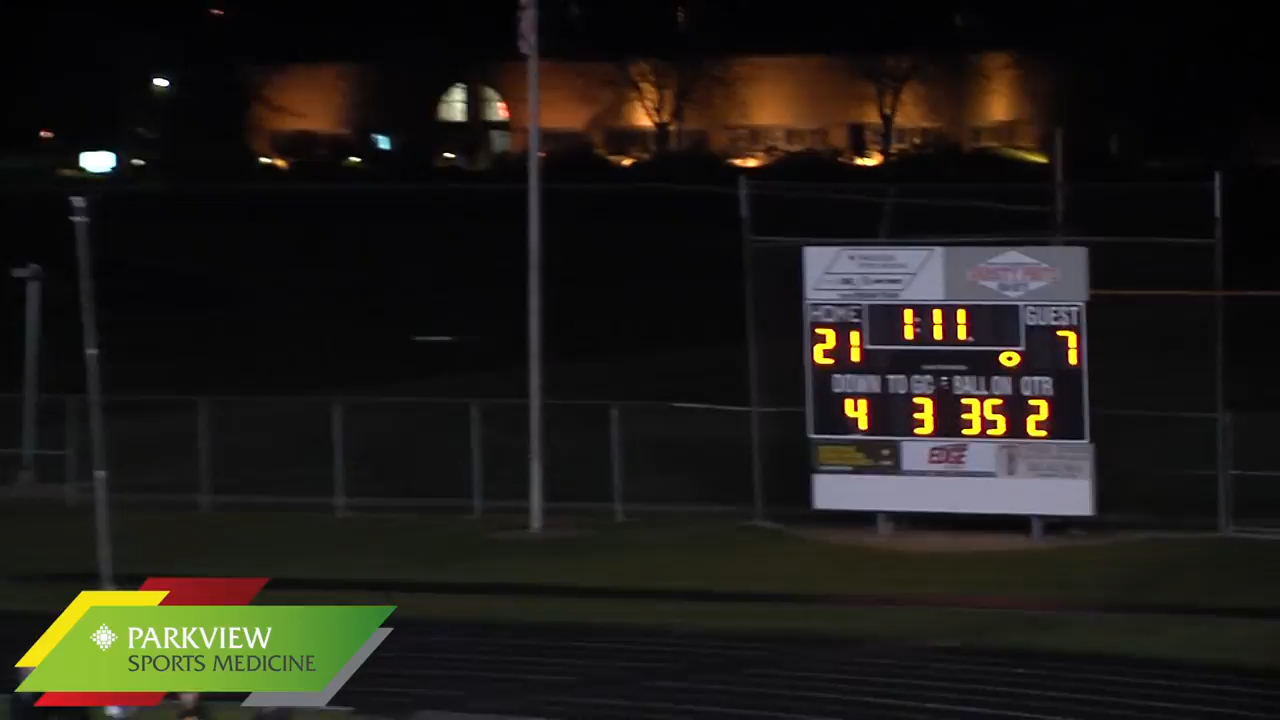 HOME 1:11 GUEST
21 7
DOWN TO GO BALL ON QTR
4 3 35 2
EDGE
PARKVIEW
SPORTS MEDICINE